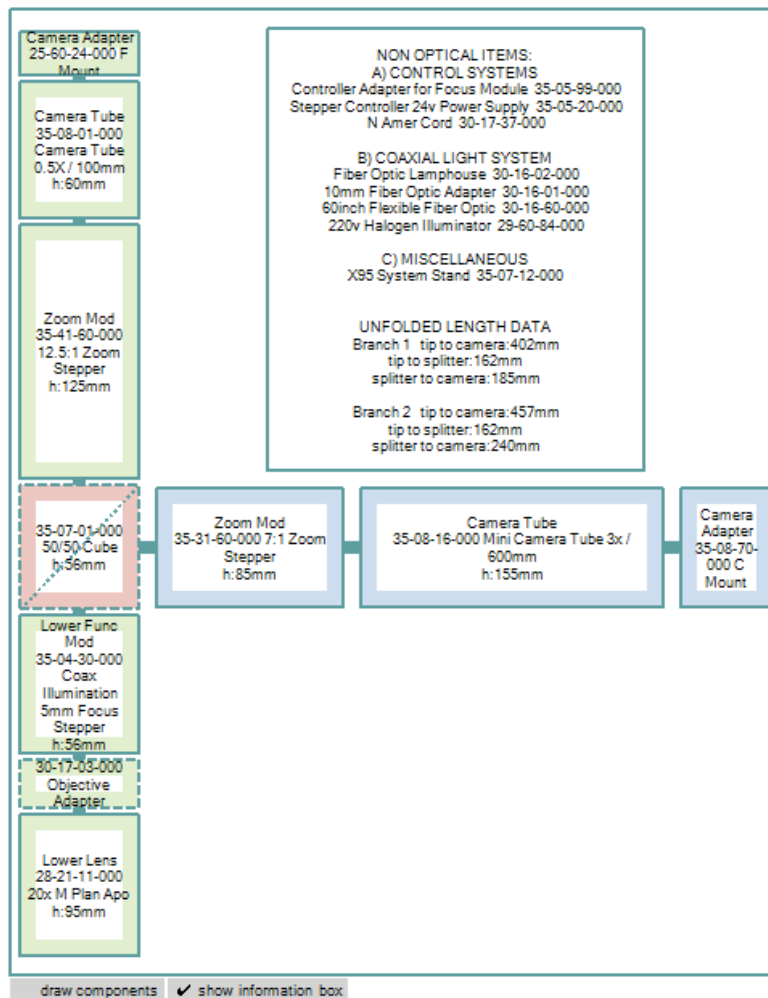 Camera Adapter
25-60-24-000 F
Mount
Camera Tube
35-08-01-000
Camera Tube
0.5X / 100mm
h:60mm
Zoom Mod
35-41-60-000
12.5:1 Zoom
Stepper
h:125mm
NON OPTICAL ITEMS:
A) CONTROL SYSTEMS
Controller Adapter for Focus Module 35-05-99-000
Stepper Controller 24v Power Supply 35-05-20-000
N Amer Cord 30-17-37-000
B) COAXIAL LIGHT SYSTEM
Fiber Optic Lamphouse 30-16-02-000
10mm Fiber Optic Adapter 30-16-01-000
60inch Flexible Fiber Optic 30-16-60-000
220v Halogen Illuminator 29-60-84-000
C) MISCELLANEOUS
X95 System Stand 35-07-12-000
UNFOLDED LENGTH DATA
Branch 1 tip to camera:402mm
tip to splitter:162mm
splitter to camera:185mm
Branch 2 tip to camera:457mm
tip to splitter:162mm
splitter to camera:240mm
35-07-01-000
50/50 Cube
h:56mm
Zoom Mod
35-31-60-000 7:1 Zoom
Stepper
h:85mm
Camera Tube
35-08-16-000 Mini Camera Tube 3x /
600mm
h:155mm
Camera
Adapter
35-08-70-
000 C
Mount
Lower Func
Mod
35-04-30-000
Coax
Illumination
5mm Focus
Stepper
h:56mm
30-17-03-000
Objective
Adapter
Lower Lens
28-21-11-000
20x M Plan Apo
h:95mm
draw components ✔ show information box